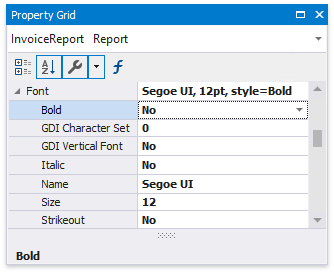 Property Grid
InvoiceReport Report
Font Segoe UI, 12pt, style=Bold
Bold No
GDI Character Set 0
GDI Vertical Font No
Italic No
Name Segoe UI
Size 12
Strikeout No
Bold